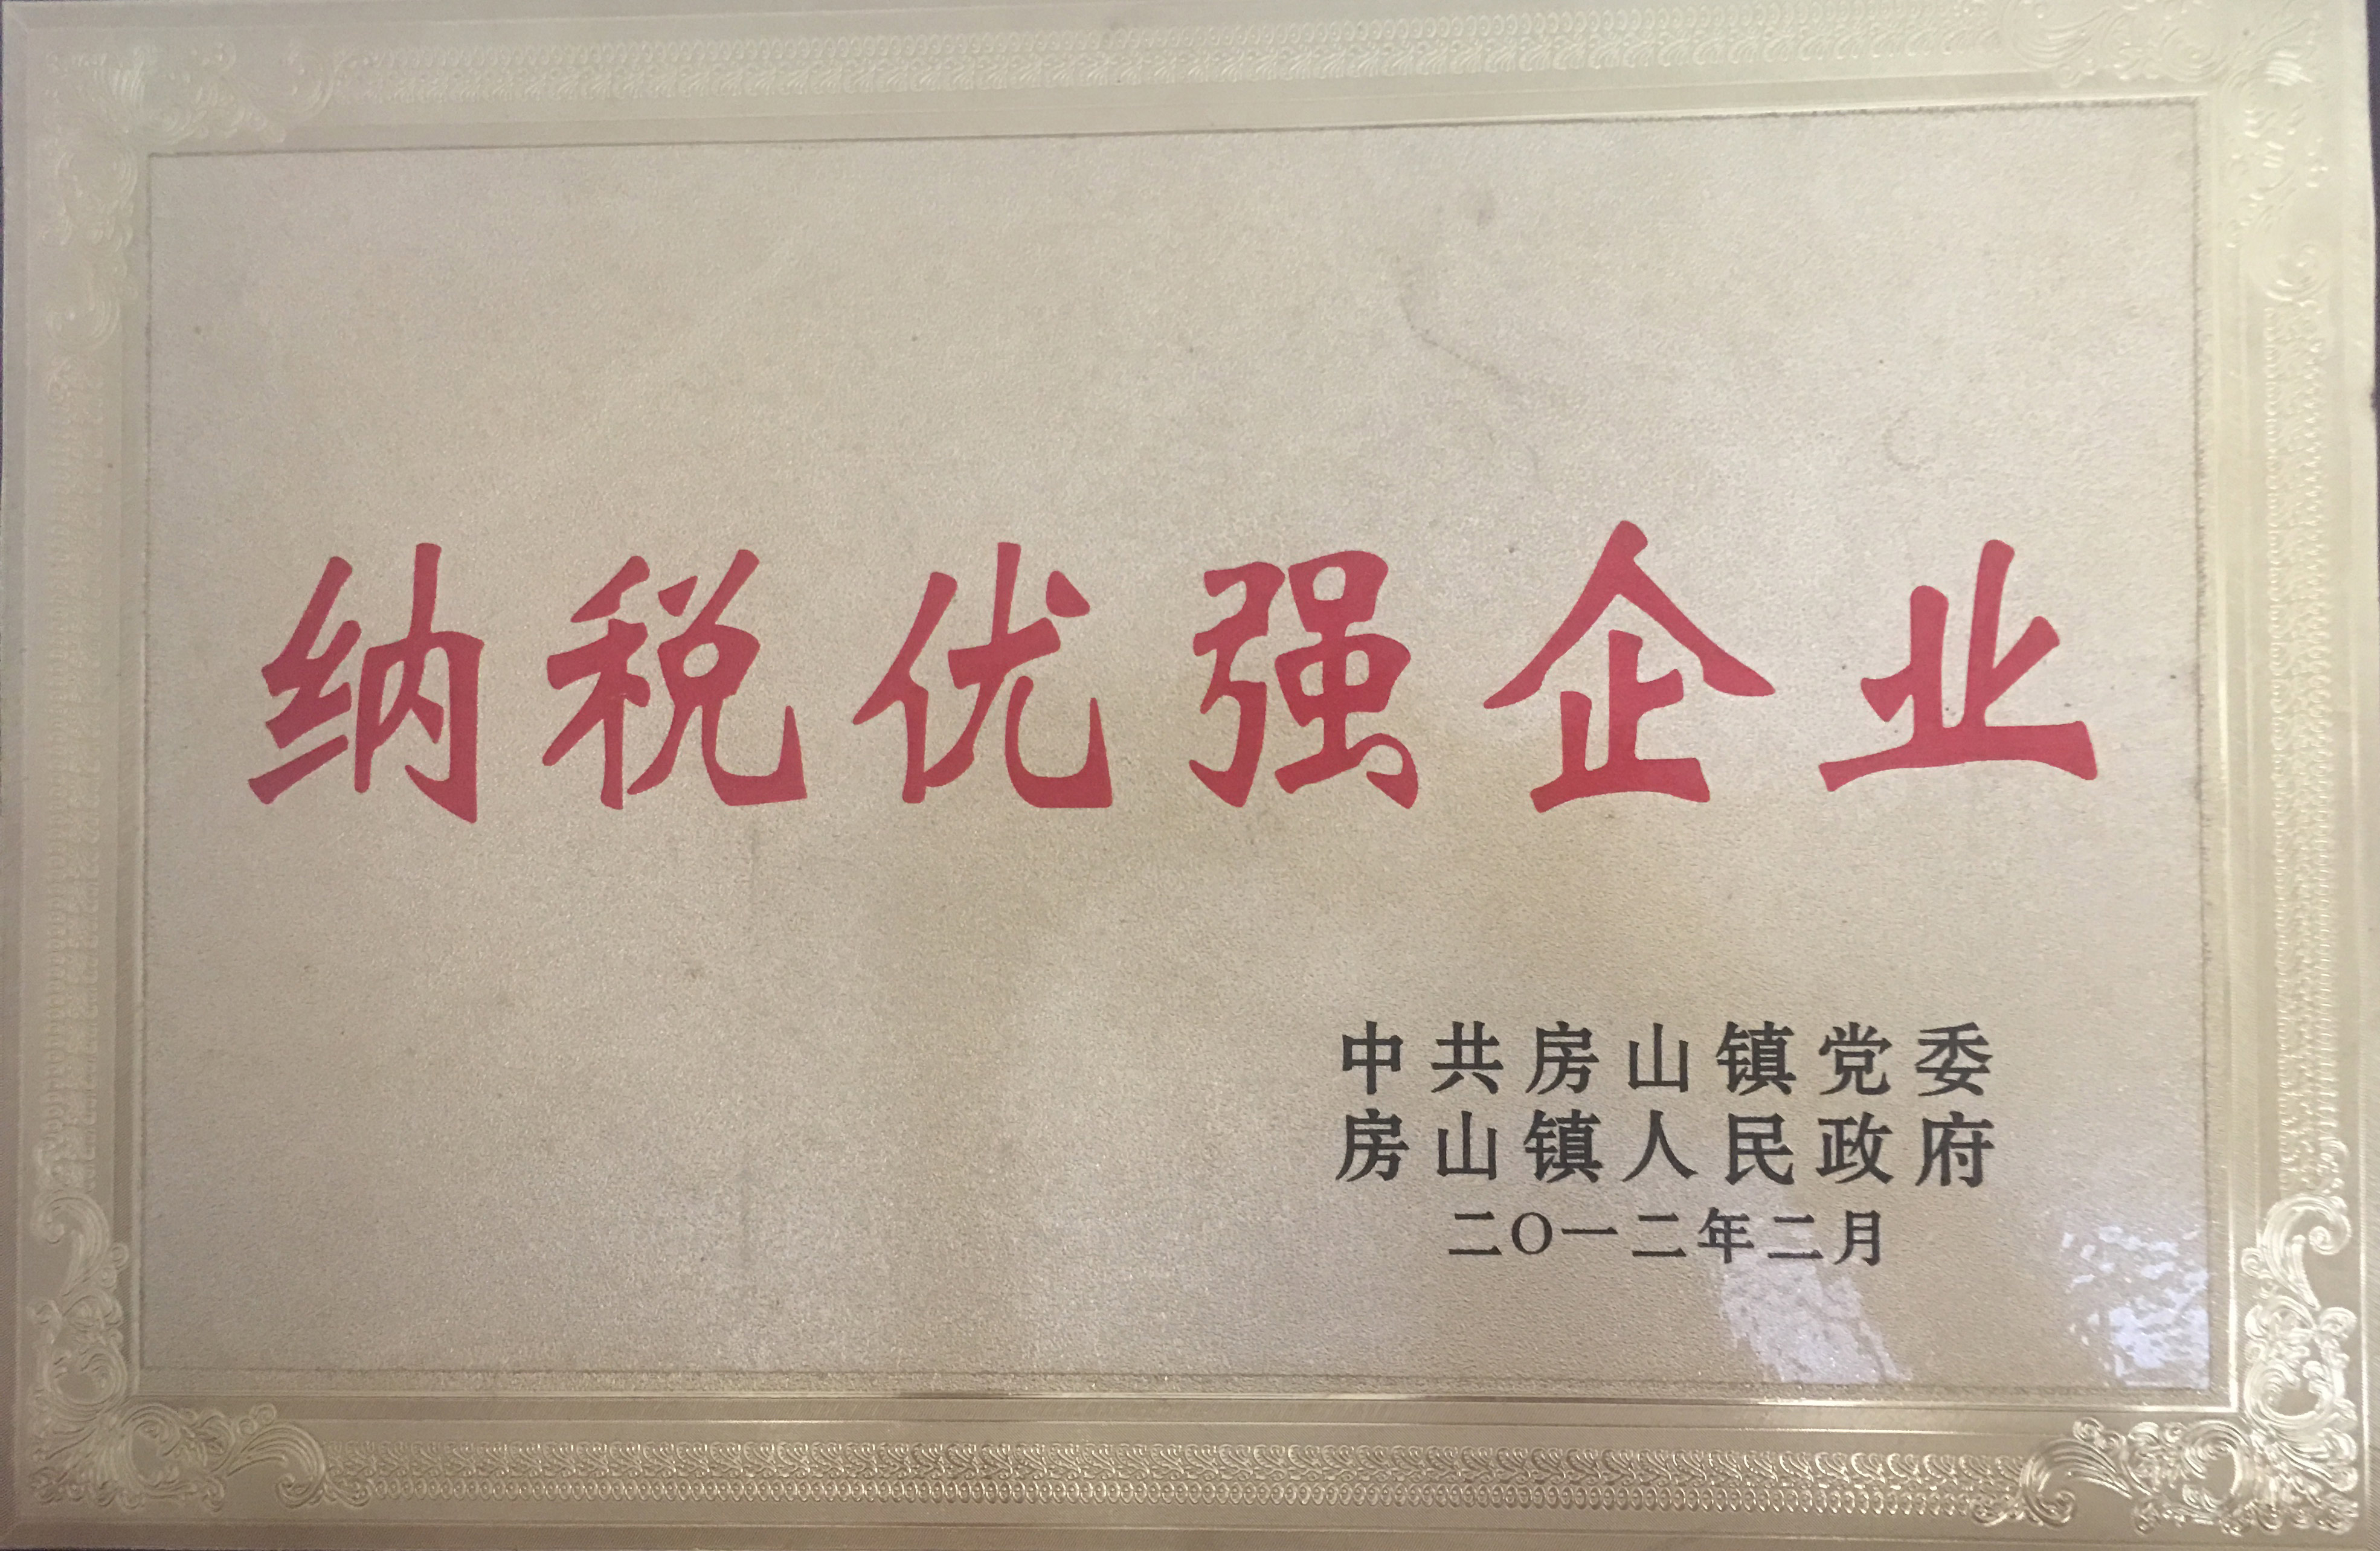 纳税优强企业
中共房山镇党委
房山镇人民政府
二〇一二年二月